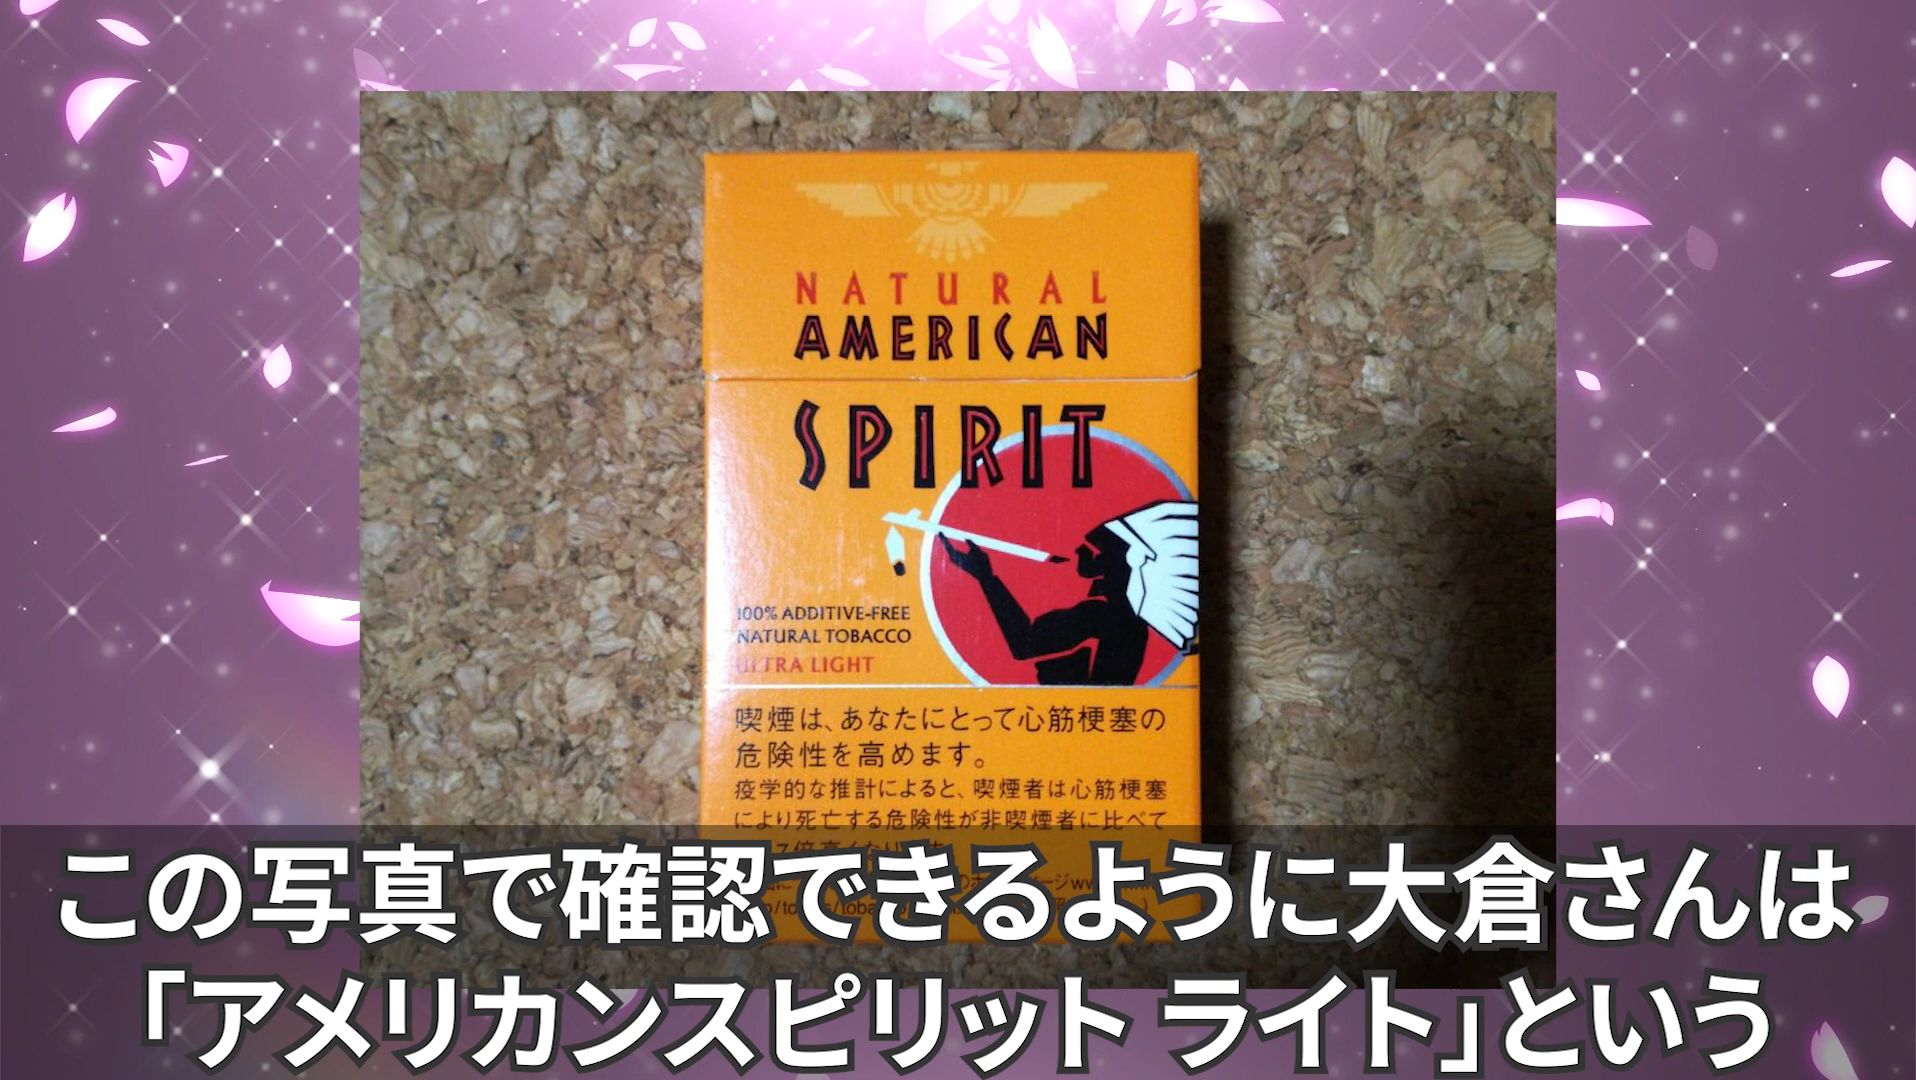 NATURAL
AMERICAN
SPIRIT
100% ADDITIVE-FREE
NATURAL TOBACCO
ULTRA LIGHT
喫煙は、あなたにとって心筋梗塞の
危険性を高めます。
疫学的な推計によると、喫煙者は心筋梗塞
により死亡する危険性が非喫煙者に比べて
この写真で確認できるように大倉さんは
「アメリカンスピリット ライト」という